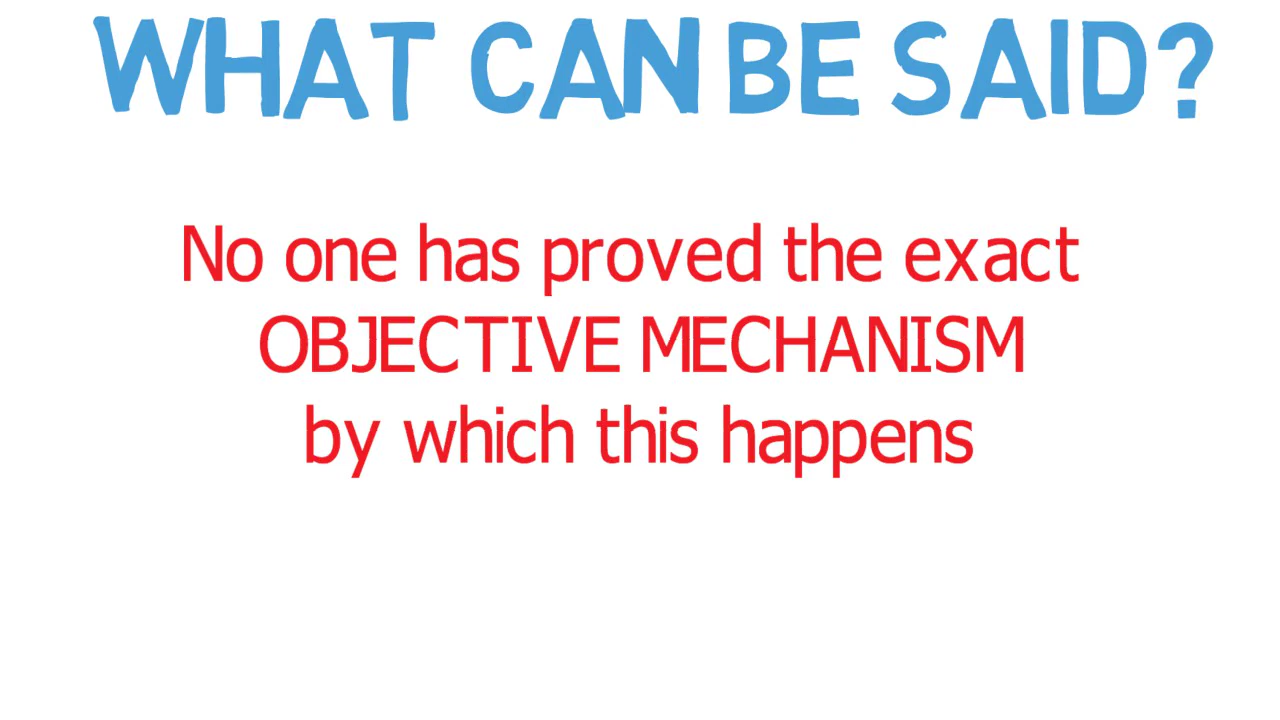 WHAT CAN BE SAID?
No one has proved the exact
OBJECTIVE MECHANISM
by which this happens